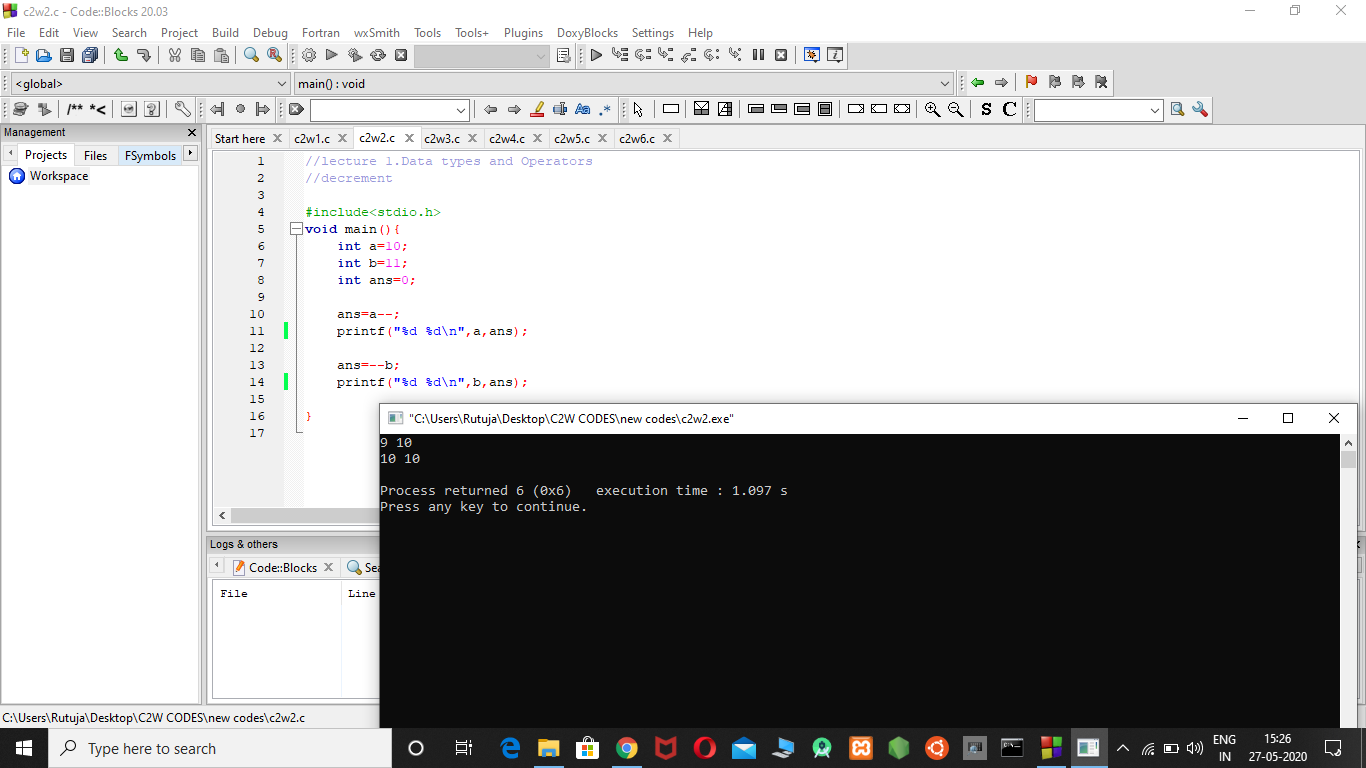 c2w2.c - Code::Blocks 20.03
File Edit View Search Project Build Debug Fortran wxSmith Tools Tools+ Plugins DoxyBlocks Settings Help
<global> main() : void
/** *< Aa .* S C
Management
Projects Files FSymbols
Workspace
Start here c2w1.c c2w2.c c2w3.c c2w4.c c2w5.c c2w6.c
1 //lecture 1.Data types and Operators
2 //decrement
3
4 #include<stdio.h>
5 void main(){
6 int a=10;
7 int b=11;
8 int ans=0;
9
10 ans=a--;
11 printf("%d %d\n",a,ans);
12
13 ans=--b;
14 printf("%d %d\n",b,ans);
15
16 }
17
"C:\Users\Rutuja\Desktop\C2W CODES\new codes\c2w2.exe"
9 10
10 10
Process returned 6 (0x6) execution time : 1.097 s
Press any key to continue.
Logs & others
Code::Blocks Sea
File Line
C:\Users\Rutuja\Desktop\C2W CODES\new codes\c2w2.c
Type here to search
ENG
IN
15:26
27-05-2020